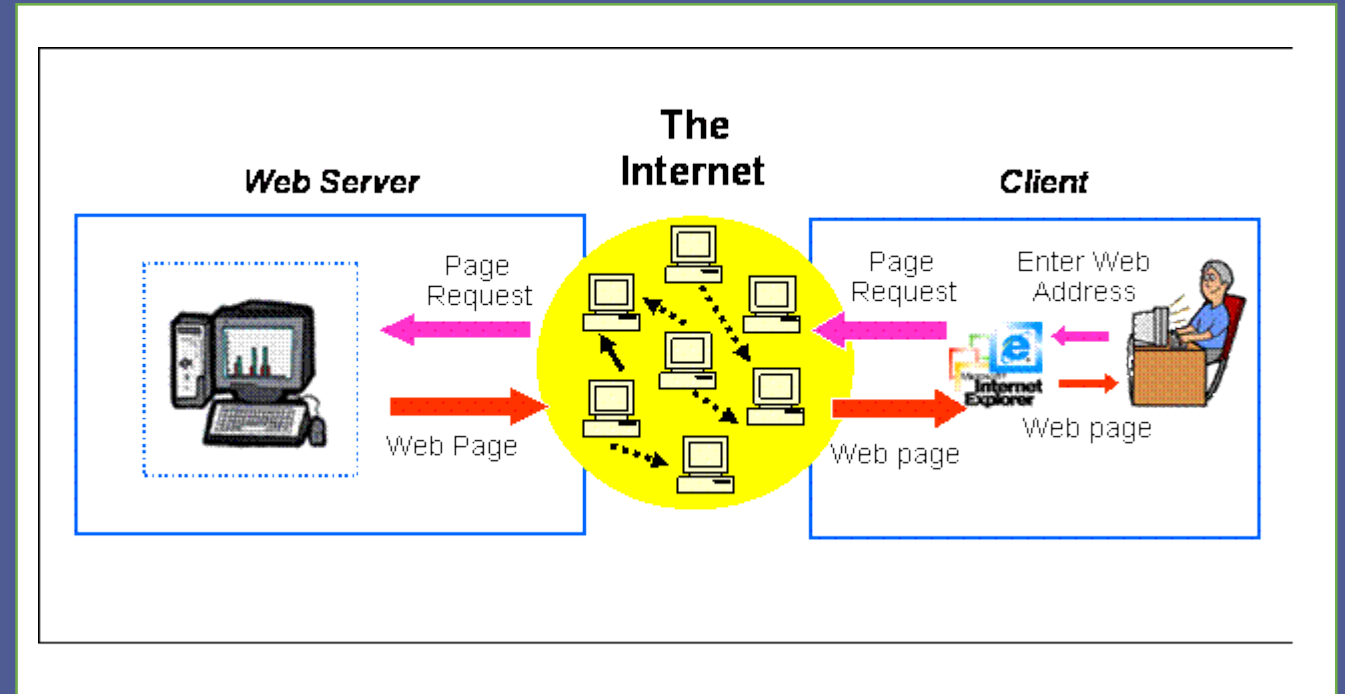 The
Internet
Web Server
Client
Page
Request
Page
Request
Enter Web
Address
Microsoft
Internet
Explorer
Web Page
Web page
Web page